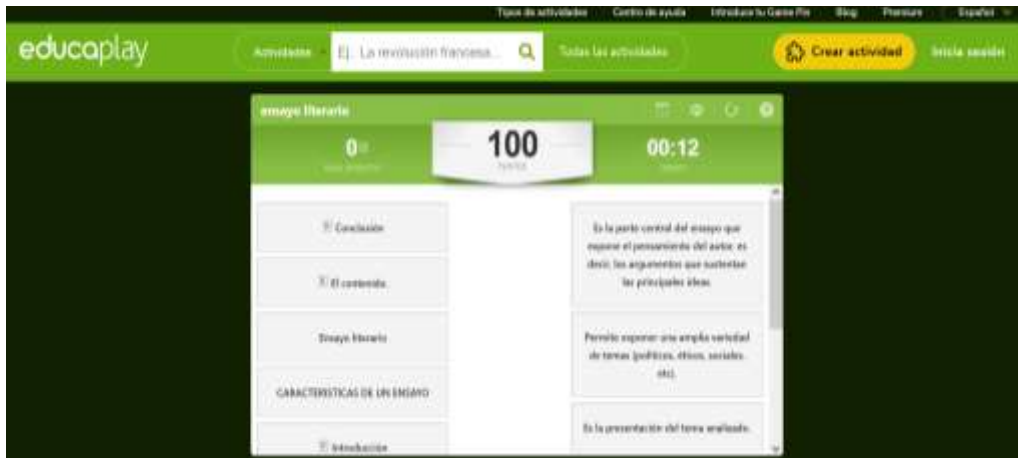 Tipos de actividades Centro de ayuda Introduce tu Game Pin Blog Premium Español
educaplay
Actividades Ej. La revolución francesa... Todas las actividades Crear actividad Inicia sesión
ensayo literario
0 100 00:12
Conclusión
El contenido.
Ensayo literario
CARACTERISTICAS DE UN ENSAYO
Introducción
Es la parte central del ensayo que
expone el pensamiento del autor, es
decir, los argumentos que sustentan
las principales ideas.
Permite exponer una amplia variedad
de temas (políticos, éticos, sociales,
etc).
Es la presentación del tema analizado.